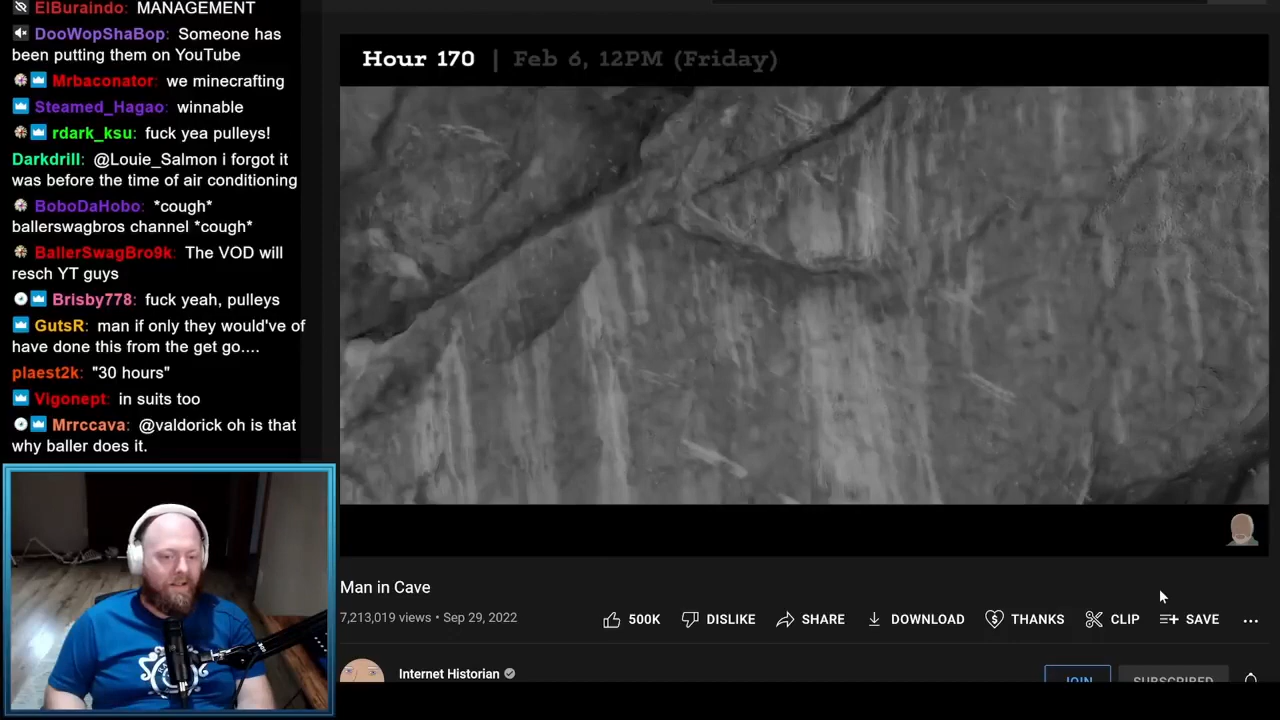 ElBuraindo: MANAGEMENT
DooWopShaBop: Someone has
been putting them on YouTube
Mrbaconator: we minecrafting
Steamed_Hagao: winnable
rdark_ksu: fuck yea pulleys!
Darkdrill: @Louie_Salmon i forgot it
was before the time of air conditioning
BoboDaHobo: *cough*
ballerswagbros channel *cough*
BallerSwagBro9k: The VOD will
resch YT guys
Brisby778: fuck yeah, pulleys
GutsR: man if only they would've of
have done this from the get go....
plaest2k: "30 hours"
Vigonept: in suits too
Mrrccava: @valdorick oh is that
why baller does it.
Hour 170 | Feb 6, 12PM (Friday)
Man in Cave
7,213,019 views • Sep 29, 2022
500K DISLIKE SHARE DOWNLOAD THANKS CLIP SAVE
Internet Historian
JOIN SUBSCRIBED